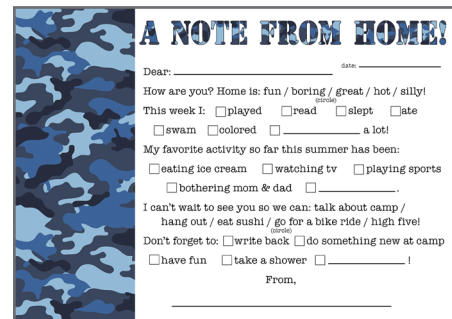 A NOTE FROM HOME!
date:
Dear:
How are you? Home is: fun / boring / great / hot / silly!
(circle)
This week I: played read slept ate
swam colored a lot!
My favorite activity so far this summer has been:
eating ice cream watching tv playing sports
bothering mom & dad .
I can't wait to see you so we can: talk about camp /
hang out / eat sushi / go for a bike ride / high five!
(circle)
Don't forget to: write back do something new at camp
have fun take a shower !
From,